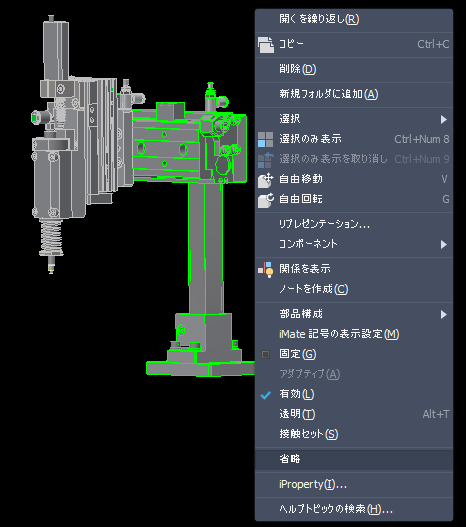 開くを繰り返し(R)
コピー Ctrl+C
削除(D)
新規フォルダに追加(A)
選択
選択のみ表示 Ctrl+Num 8
選択のみ表示を取り消し Ctrl+Num 9
自由移動 V
自由回転 G
リプレゼンテーション...
コンポーネント
関係を表示
ノートを作成(C)
部品構成
iMate 記号の表示設定(M)
固定(G)
アダプティブ(A)
有効(L)
透明(T) Alt+T
接触セット(S)
省略
iProperty(I)...
ヘルプトピックの検索(H)...